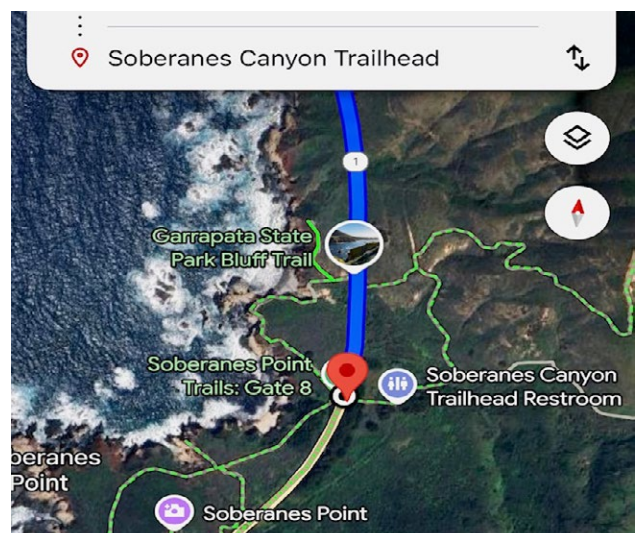 Soberanes Canyon Trailhead
1
Garrapata State
Park Bluff Trail
Soberanes Point
Trails: Gate 8
Soberanes Canyon
Trailhead Restroom
beranes
Point
Soberanes Point